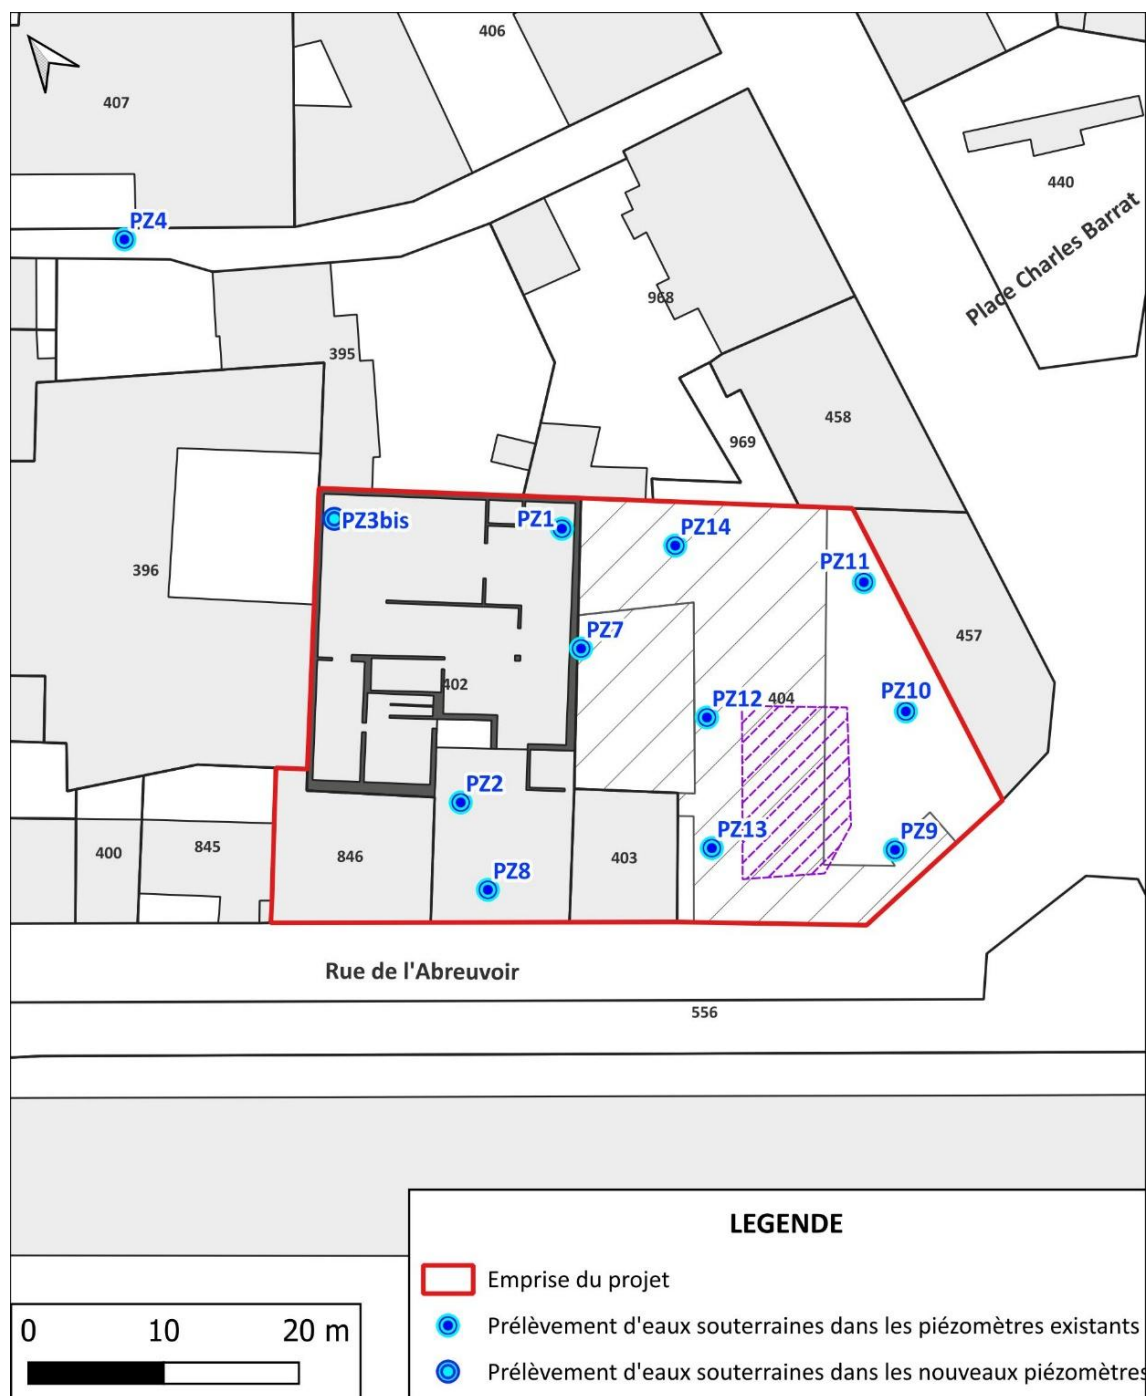 406
407
440
PZ4
Place Charles Barrat
968
395
458
969
PZ3bis
PZ1
PZ14
PZ11
396
457
PZ7
402
404
PZ10
PZ12
PZ2
PZ13
PZ9
400
845
846
403
PZ8
Rue de l'Abreuvoir
556
LEGENDE
Emprise du projet
Prélèvement d'eaux souterraines dans les piézomètres existants
Prélèvement d'eaux souterraines dans les nouveaux piézomètres
0 10 20 m